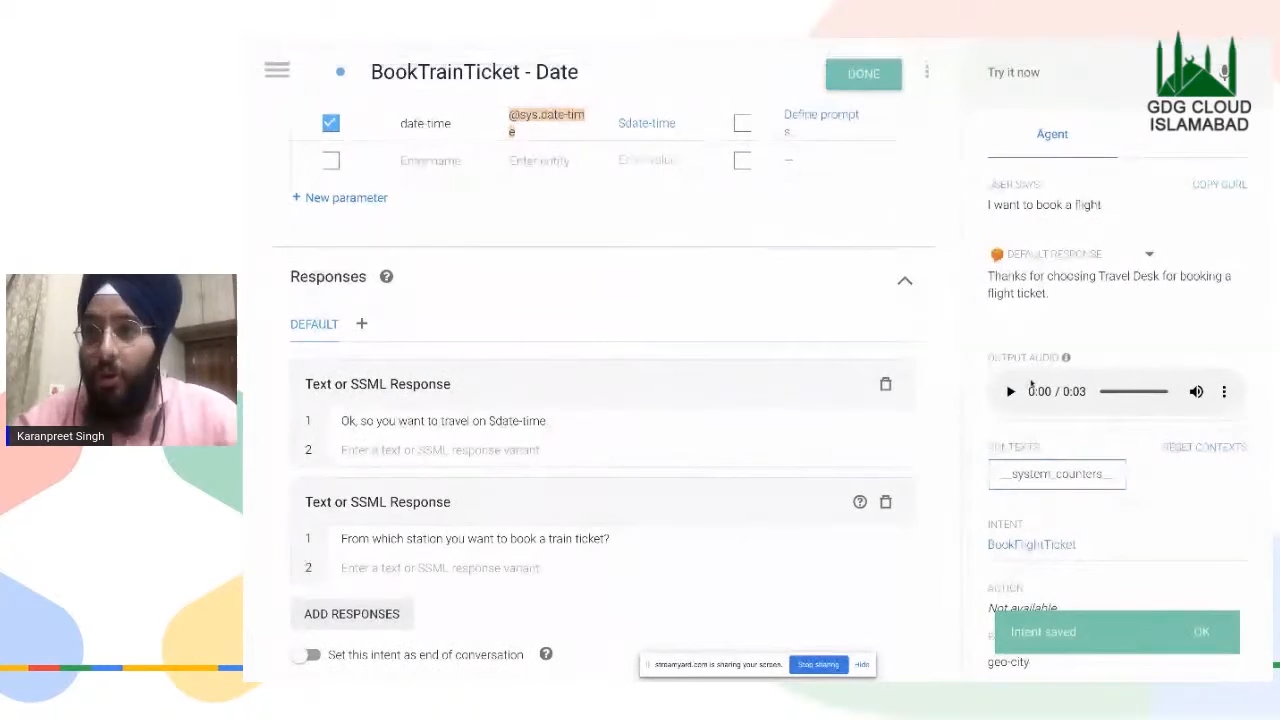 BookTrainTicket - Date
DONE
Try it now
GDG CLOUD
ISLAMABAD
date-time
@sys.date-tim
e
$date-time
Define prompt
s...
Enter name
Enter entity
Enter value
—
+ New parameter
Agent
USER SAYS
COPY CURL
I want to book a flight
DEFAULT RESPONSE
Thanks for choosing Travel Desk for booking a
flight ticket.
Responses
DEFAULT +
OUTPUT AUDIO
0:00 / 0:03
Text or SSML Response
1 Ok, so you want to travel on $date-time
2 Enter a text or SSML response variant
Karanpreet Singh
CONTEXTS
RESET CONTEXTS
__system_counters__
Text or SSML Response
1 From which station you want to book a train ticket?
2 Enter a text or SSML response variant
INTENT
BookFlightTicket
ACTION
Not available
ADD RESPONSES
Intent saved
OK
Set this intent as end of conversation
streamyard.com is sharing your screen.
Stop sharing
Hide
geo-city